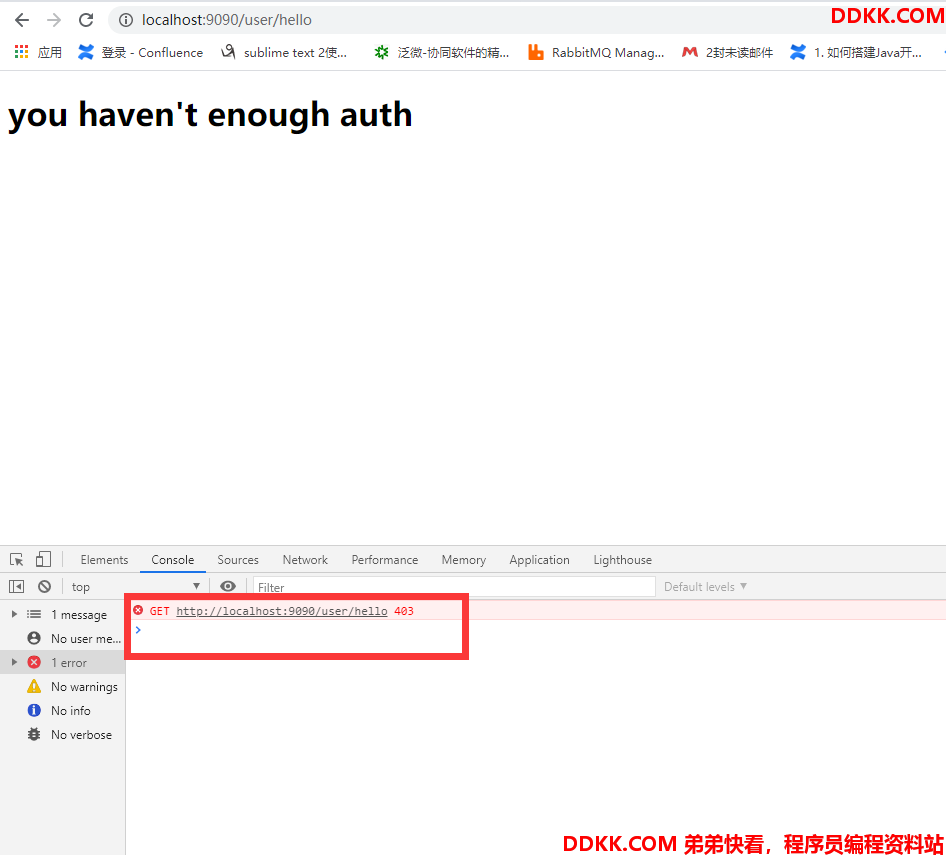 localhost:9090/user/hello
DDKK.COM
应用 登录 - Confluence sublime text 2使... 泛微-协同软件的精... RabbitMQ Manag... 2封未读邮件 1. 如何搭建Java开...
you haven't enough auth
Elements Console Sources Network Performance Memory Application Lighthouse
top Filter Default levels
1 message
GET http://localhost:9090/user/hello 403
No user me...
1 error
No warnings
No info
No verbose
DDKK.COM 弟弟快看，程序员编程资料站